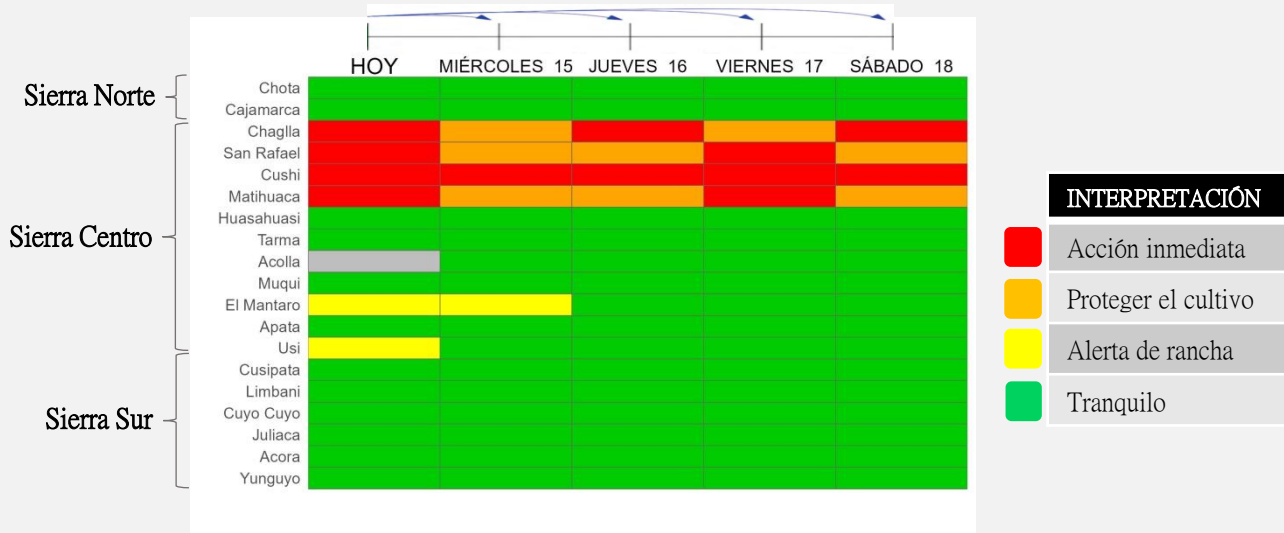 HOY MIÉRCOLES 15 JUEVES 16 VIERNES 17 SÁBADO 18
Sierra Norte
Chota
Cajamarca
Sierra Centro
Chaglla
San Rafael
Cushi
Matihuaca
Huasahuasi
Tarma
Acolla
Muqui
El Mantaro
Apata
Usi
Sierra Sur
Cusipata
Limbani
Cuyo Cuyo
Juliaca
Acora
Yunguyo
INTERPRETACIÓN
Acción inmediata
Proteger el cultivo
Alerta de rancha
Tranquilo